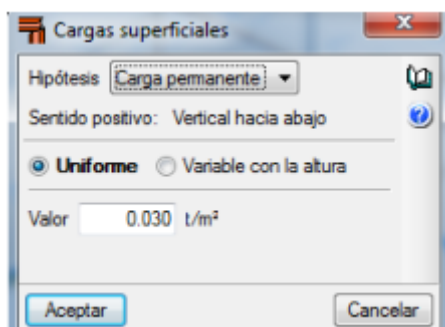 Cargas superficiales
Hipótesis Carga permanente
Sentido positivo: Vertical hacia abajo
Uniforme Variable con la altura
Valor 0.030 t/m²
Aceptar Cancelar